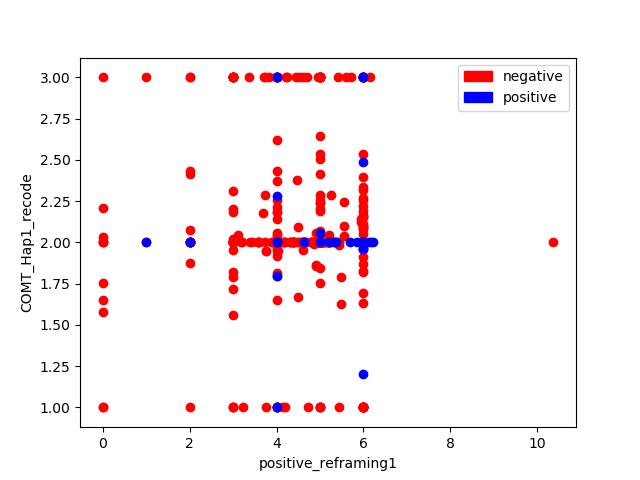 negative
positive
3.00
2.75
2.50
2.25
2.00
1.75
1.50
1.25
1.00
COMT_Hap1_recode
0 2 4 6 8 10
positive_reframing1